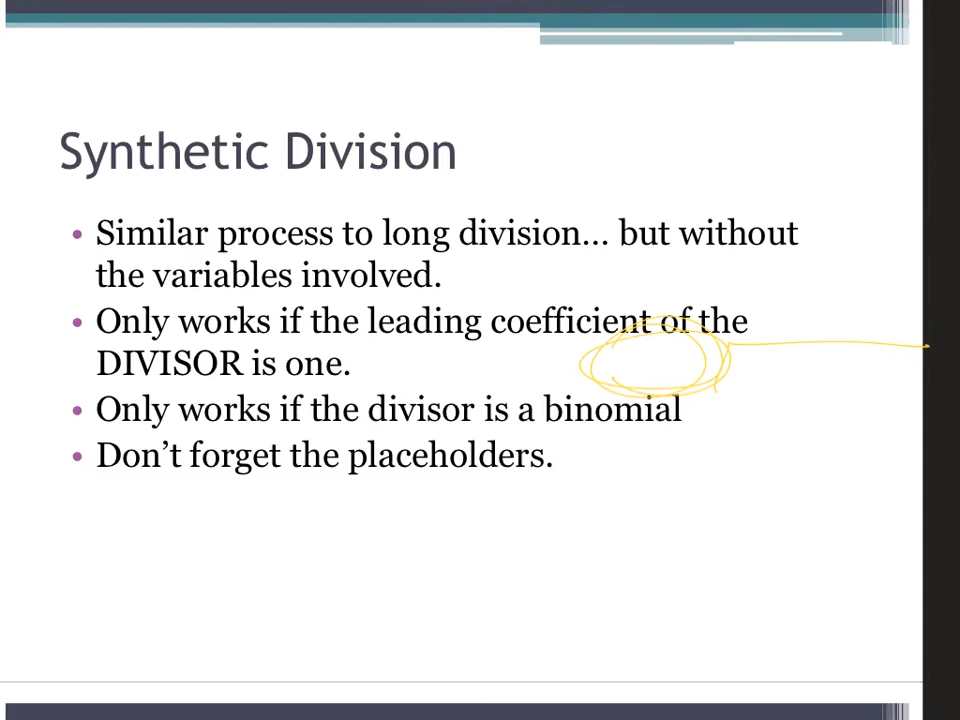 Synthetic Division
• Similar process to long division... but without
the variables involved.
• Only works if the leading coefficient of the
DIVISOR is one.
• Only works if the divisor is a binomial
• Don’t forget the placeholders.